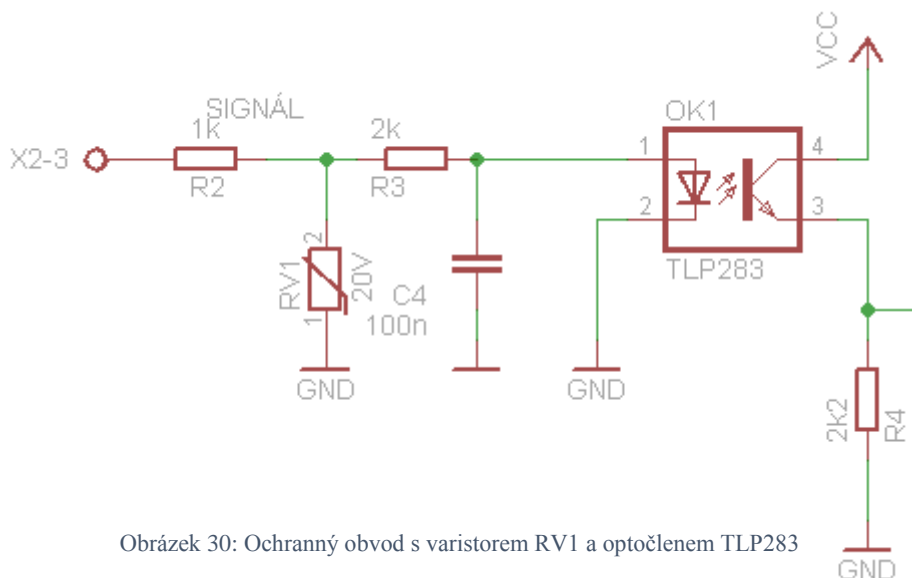 VCC
SIGNÁL
1k
2k
OK1
X2-3
R2
R3
1
4
2
3
TLP283
2
RV1
20V
1
C4
100n
GND
GND
2k2
R4
GND
Obrázek 30: Ochranný obvod s varistorem RV1 a optočlenem TLP283